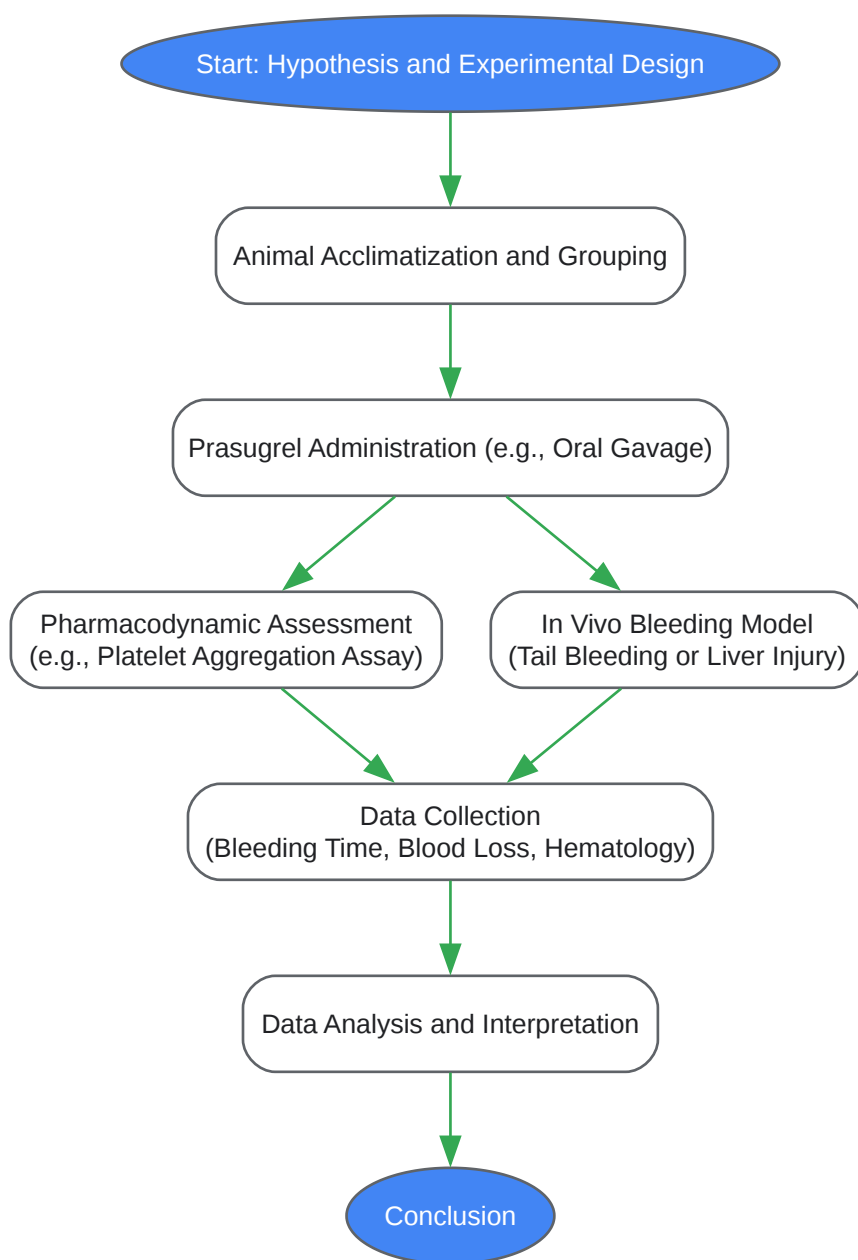 Start: Hypothesis and Experimental Design
Animal Acclimatization and Grouping
Prasugrel Administration (e.g., Oral Gavage)
Pharmacodynamic Assessment
(e.g., Platelet Aggregation Assay)
In Vivo Bleeding Model
(Tail Bleeding or Liver Injury)
Data Collection
(Bleeding Time, Blood Loss, Hematology)
Data Analysis and Interpretation
Conclusion